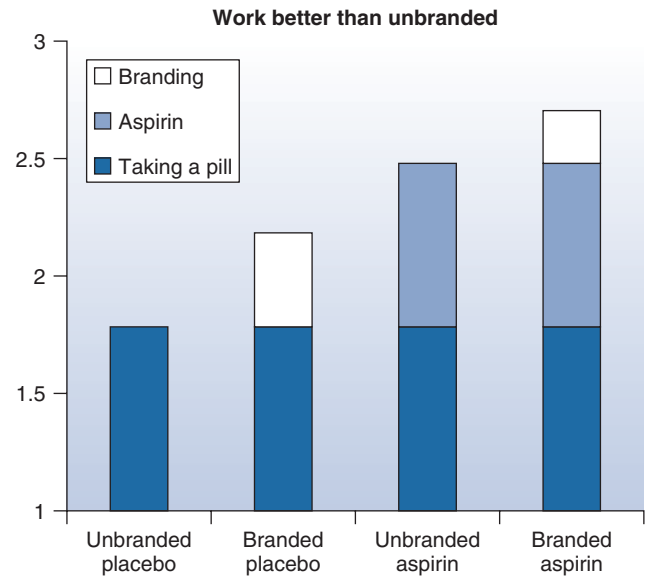 Work better than unbranded
3
2.5
2
1.5
1
Branding
Aspirin
Taking a pill
Unbranded
placebo
Branded
placebo
Unbranded
aspirin
Branded
aspirin